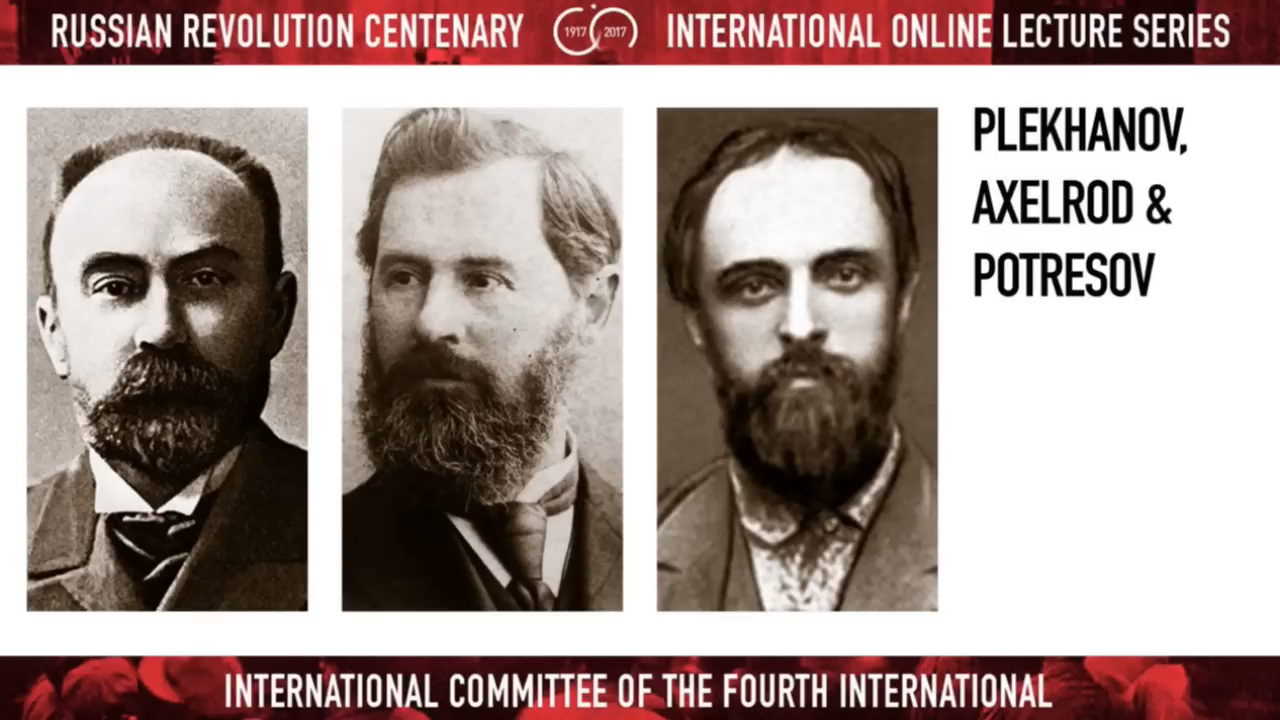 RUSSIAN REVOLUTION CENTENARY 1917 2017 INTERNATIONAL ONLINE LECTURE SERIES
PLEKHANOV,
AXELROD &
POTRESOV
INTERNATIONAL COMMITTEE OF THE FOURTH INTERNATIONAL